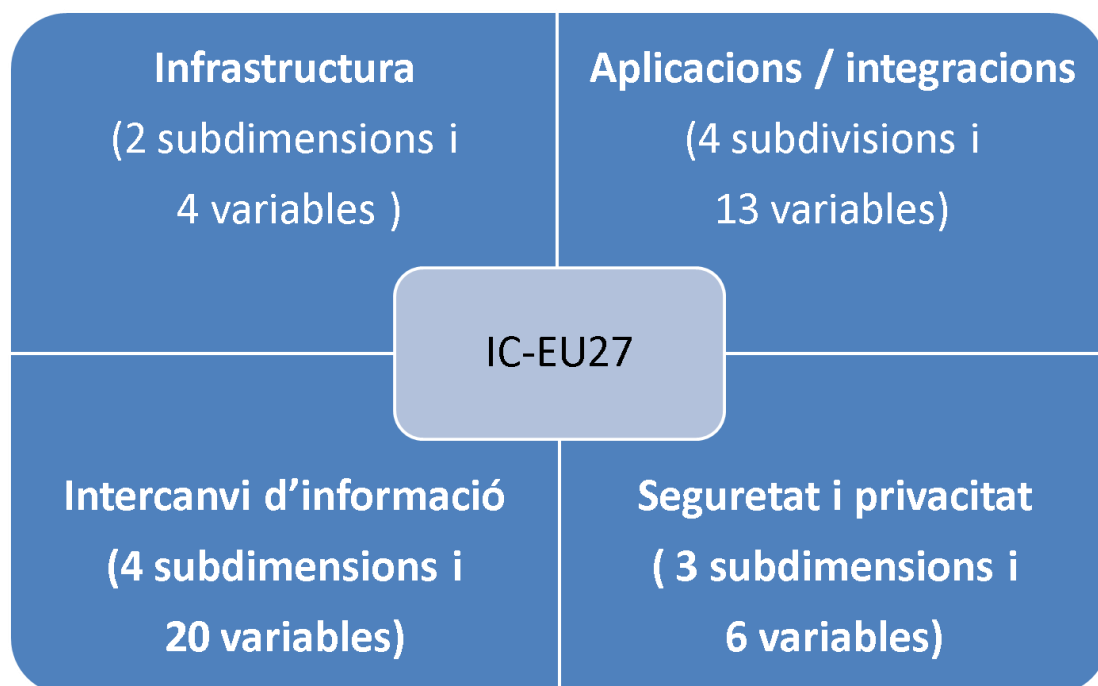 Infrastructura
(2 subdimensions i
4 variables )
Aplicacions / integracions
(4 subdivisions i
13 variables)
IC-EU27
Intercanvi d’informació
(4 subdimensions i
20 variables)
Seguretat i privacitat
( 3 subdimensions i
6 variables)